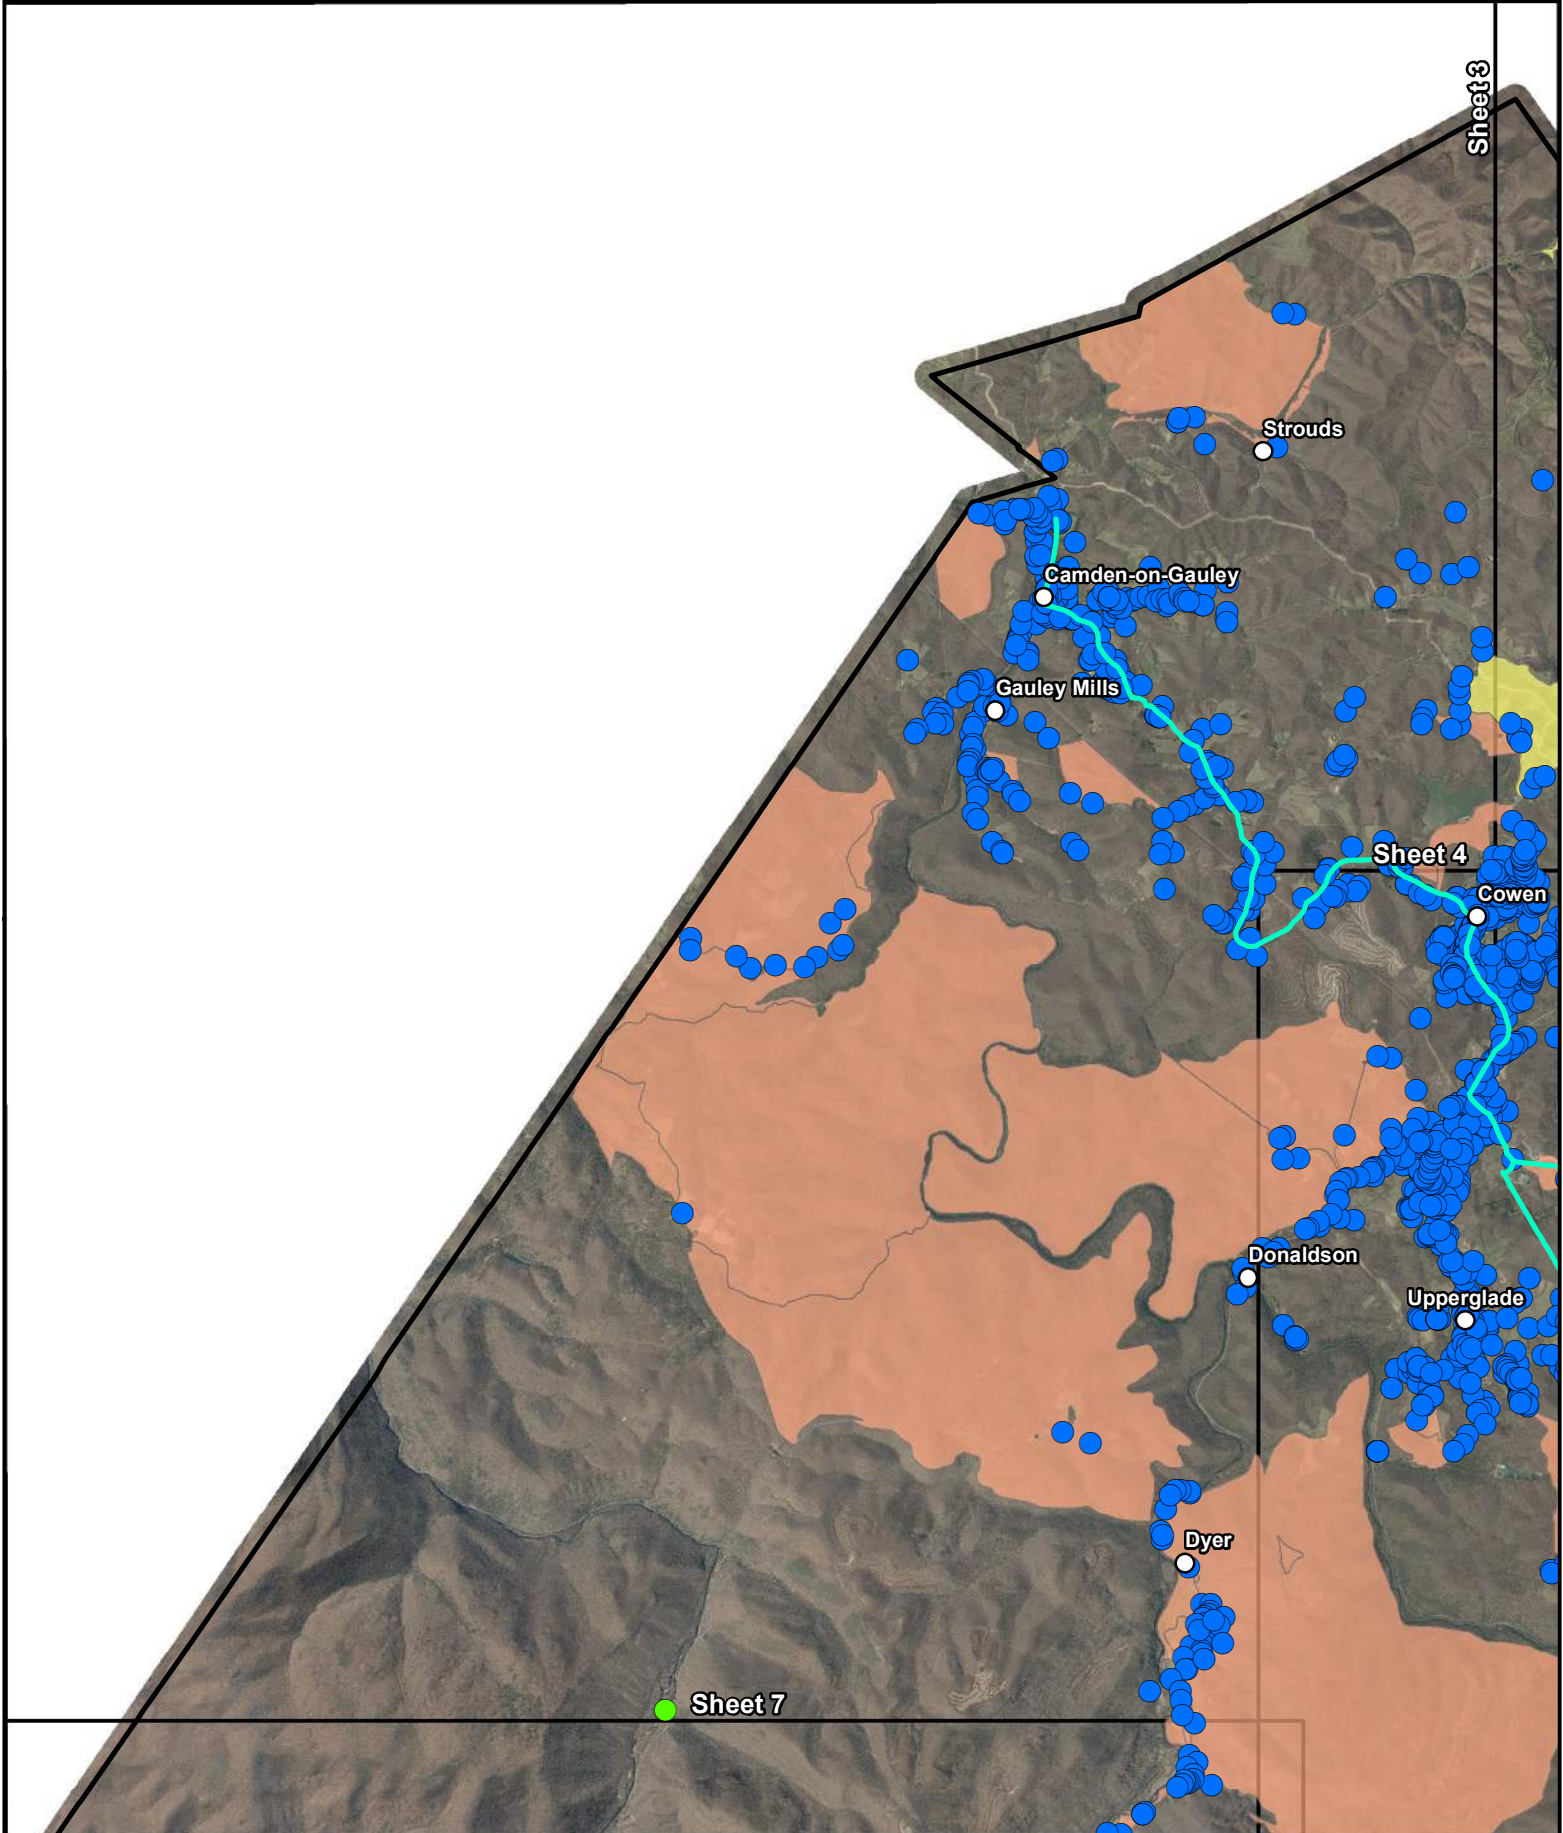 Sheet 3
Strouds
Camden-on-Gauley
Gauley Mills
Sheet 4
Cowen
Donaldson
Upperglade
Dyer
Sheet 7